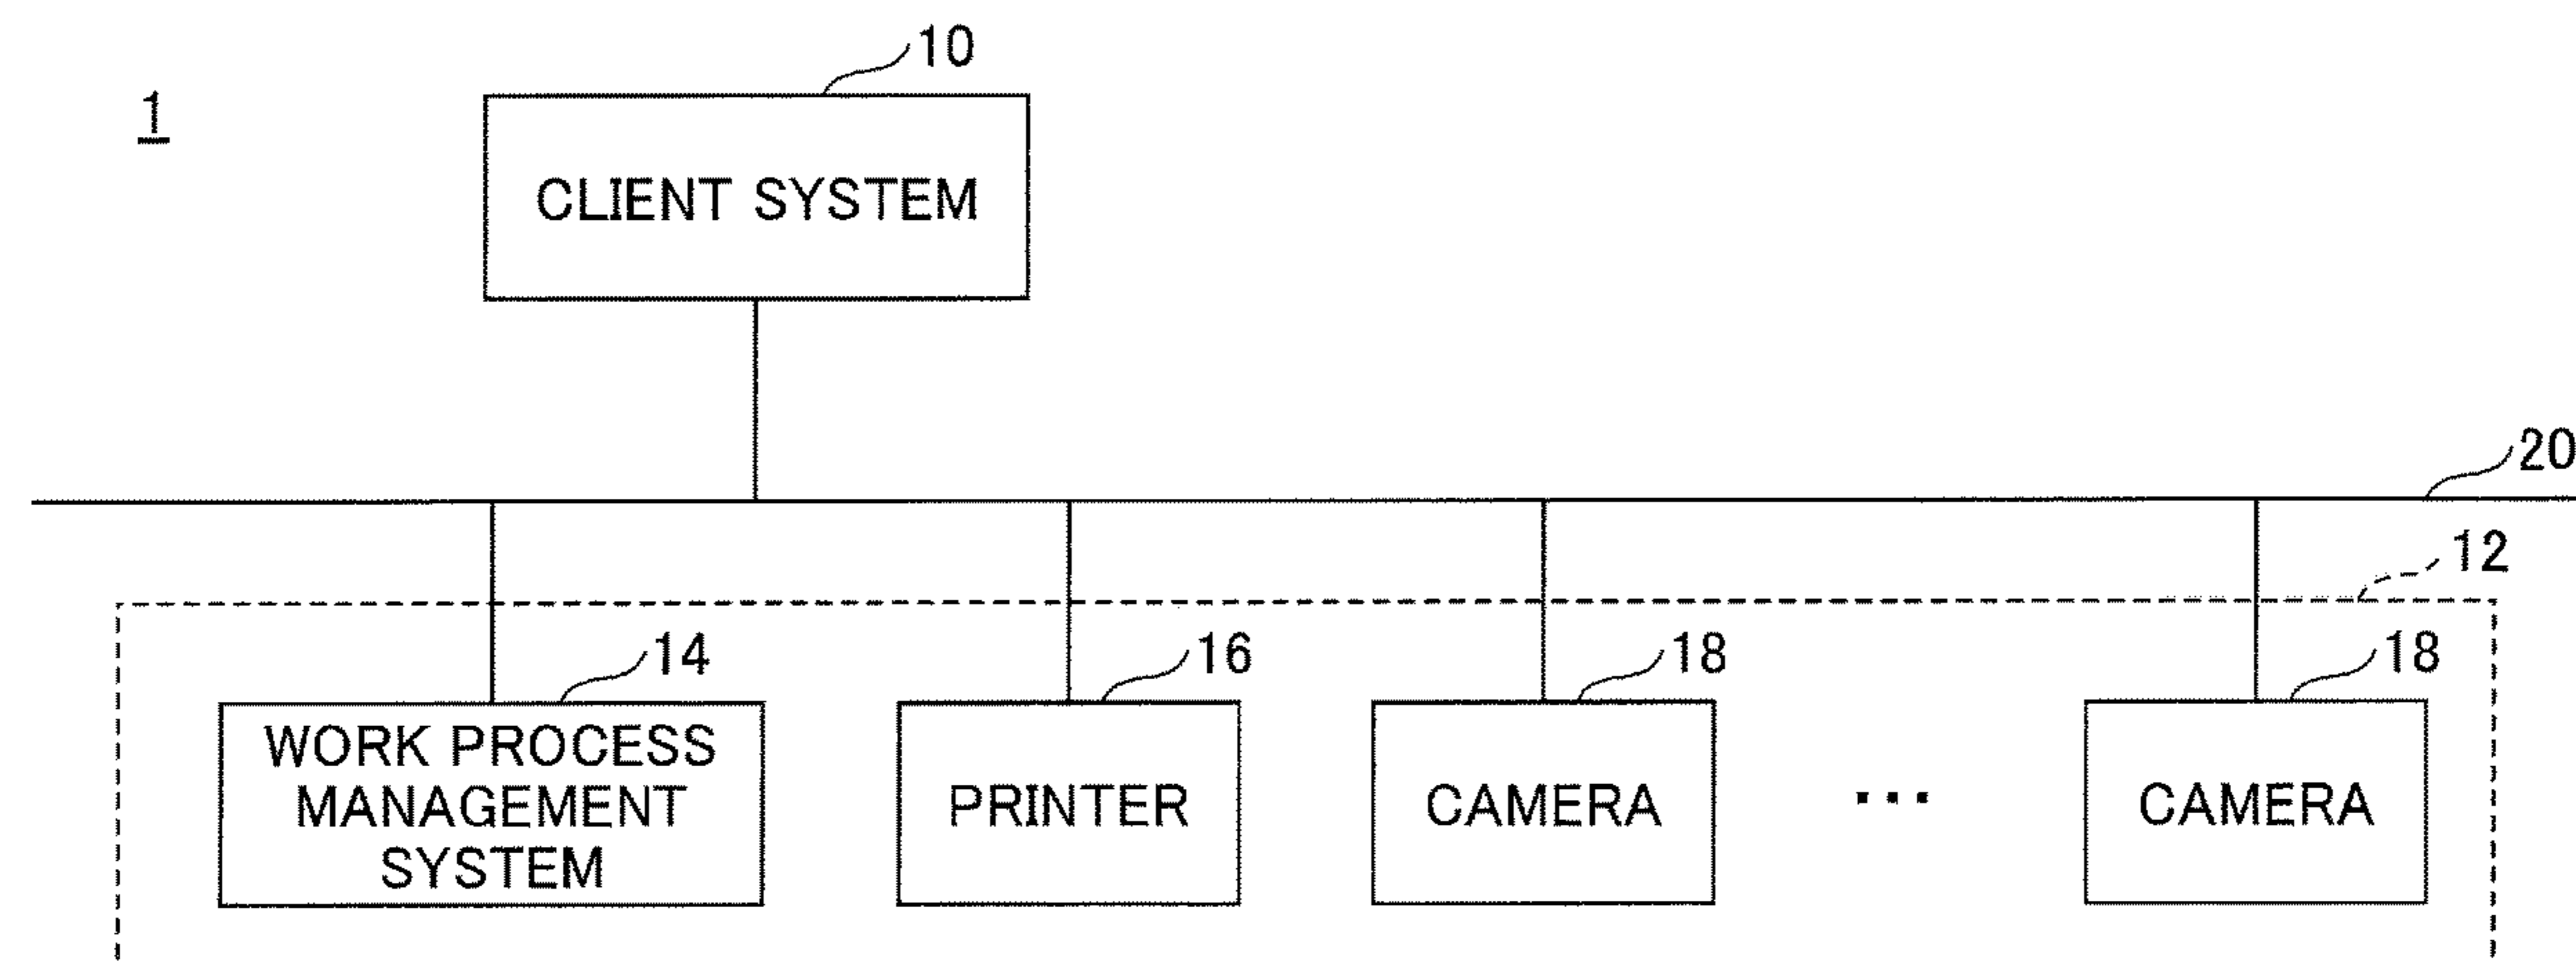 10
1
CLIENT SYSTEM
20
12
14
16
18
18
WORK PROCESS
MANAGEMENT
SYSTEM
PRINTER
CAMERA
...
CAMERA